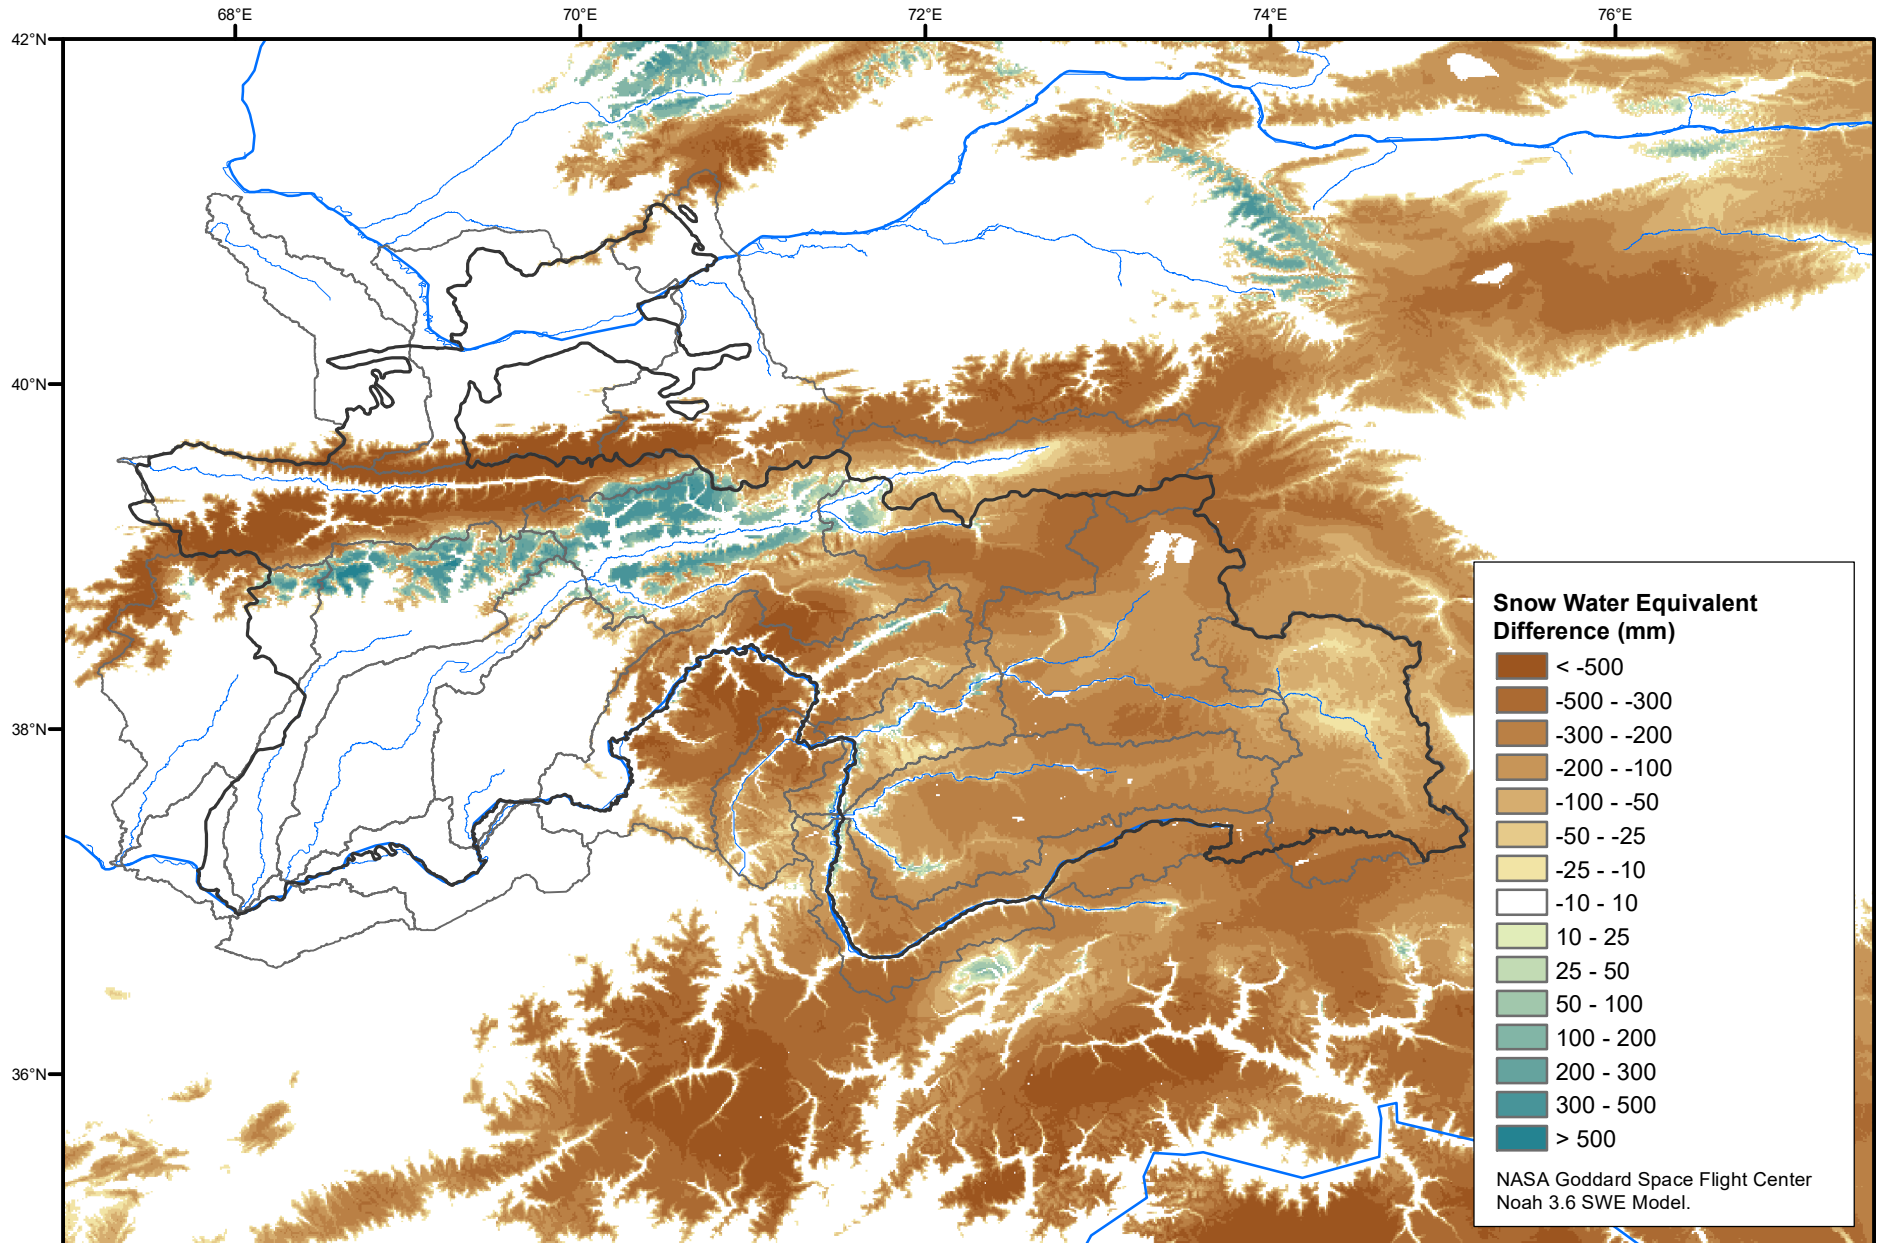 68°E 70°E 72°E 74°E 76°E
42°N
40°N
38°N
36°N
Snow Water Equivalent
Difference (mm)
< -500
-500 - -300
-300 - -200
-200 - -100
-100 - -50
-50 - -25
-25 - -10
-10 - 10
10 - 25
25 - 50
50 - 100
100 - 200
200 - 300
300 - 500
> 500
NASA Goddard Space Flight Center
Noah 3.6 SWE Model.